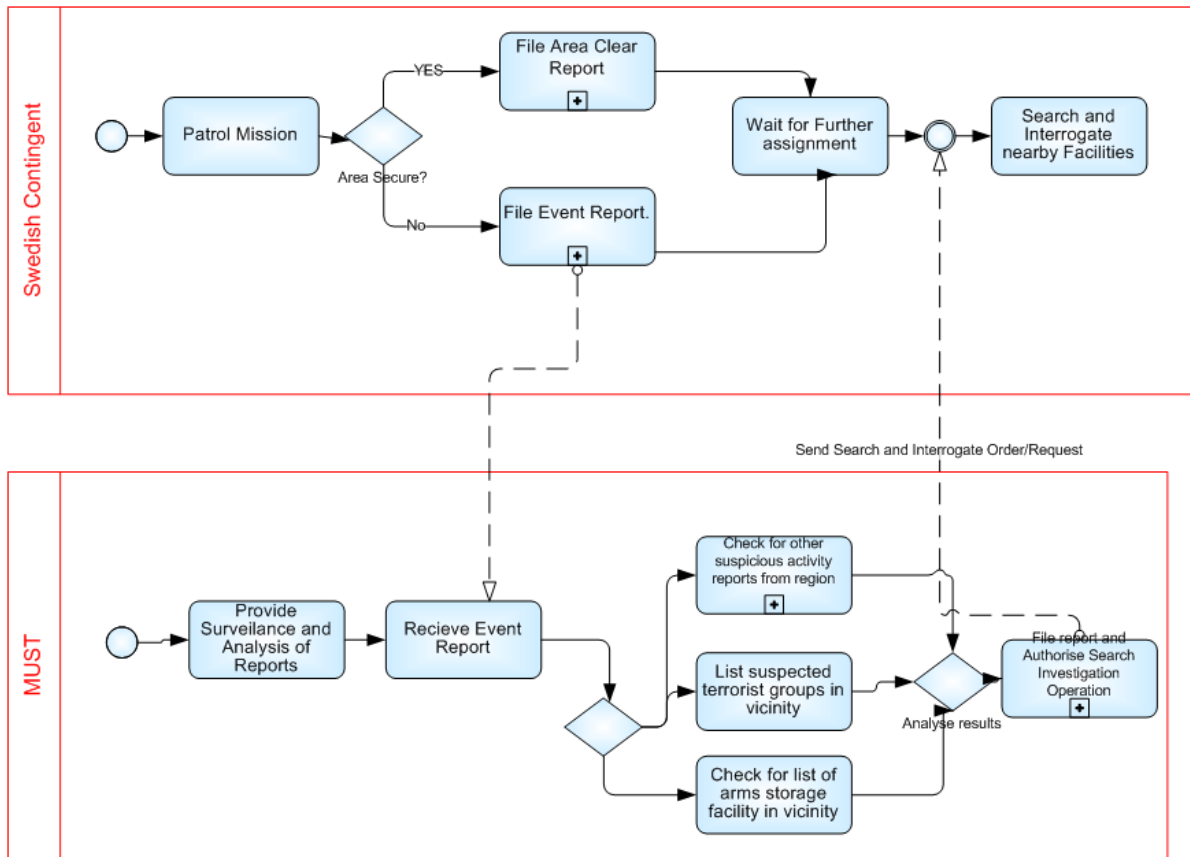 Swedish Contingent
Patrol Mission
Area Secure?
YES
No
File Area Clear
Report
File Event Report.
Wait for Further
assignment
Search and
Interrogate
nearby Facilities
Send Search and Interrogate Order/Request
MUST
Provide
Surveilance and
Analysis of
Reports
Recieve Event
Report
Check for other
suspicious activity
reports from region
List suspected
terrorist groups in
vicinity
Check for list of
arms storage
facility in vicinity
Analyse results
File report and
Authorise Search
Investigation
Operation